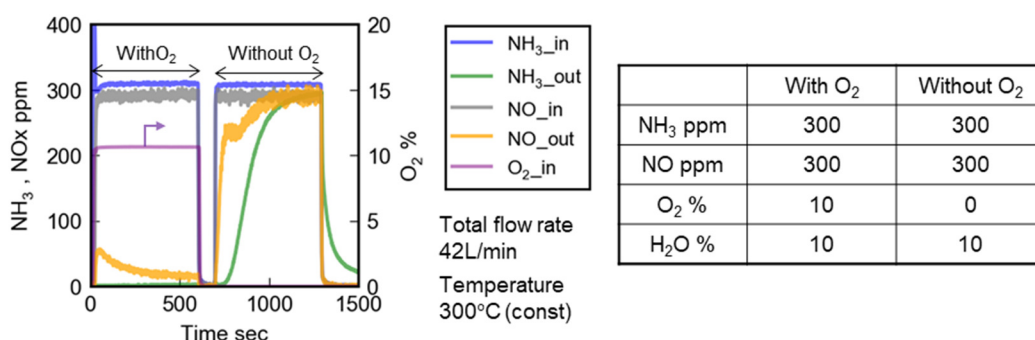 400
300
200
100
0
NH₃ , NOx ppm
WithO₂
Without O₂
20
15
10
5
0
O₂ %
0
500
1000
1500
Time sec
NH₃_in
NH₃_out
NO_in
NO_out
O₂_in
Total flow rate
42L/min
Temperature
300°C (const)
With O₂ Without O₂
NH₃ ppm 300 300
NO ppm 300 300
O₂ % 10 0
H₂O % 10 10